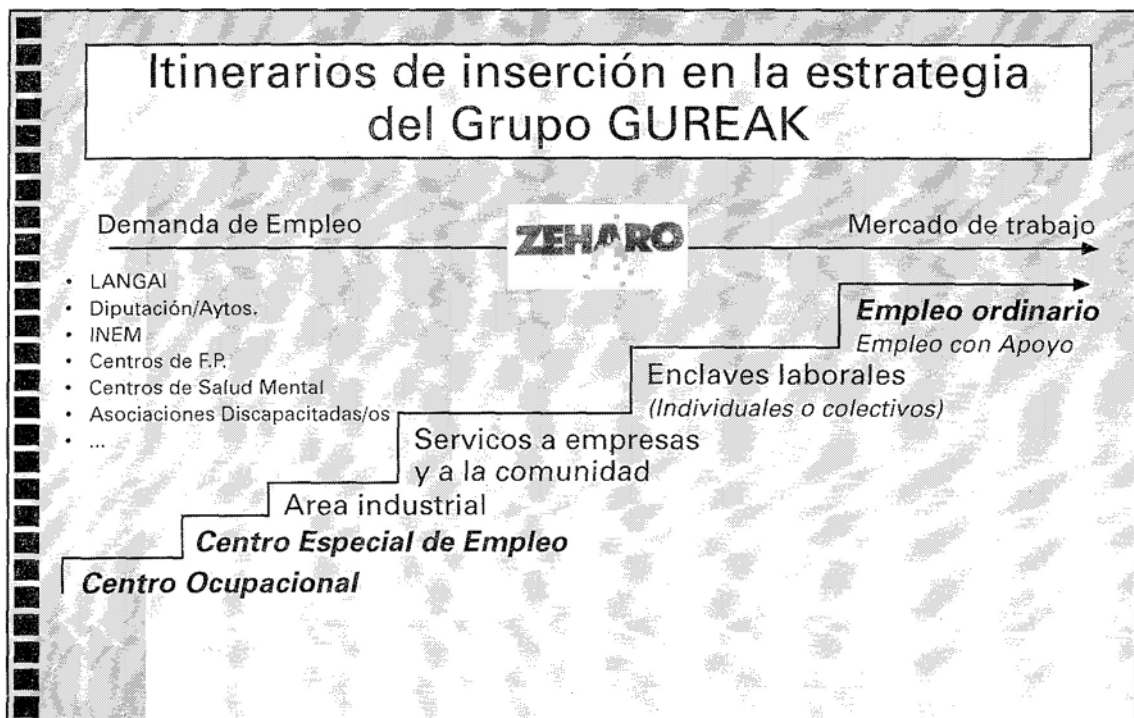 Itinerarios de inserción en la estrategia
del Grupo GUREAK
Demanda de Empleo
ZEHARO
Mercado de trabajo
• LANGAI
• Diputación/Aytos.
• INEM
• Centros de F.P.
• Centros de Salud Mental
• Asociaciones Discapacitadas/os
• ...
Empleo ordinario
Empleo con Apoyo
Enclaves laborales
(Individuales o colectivos)
Servicos a empresas
y a la comunidad
Area industrial
Centro Especial de Empleo
Centro Ocupacional